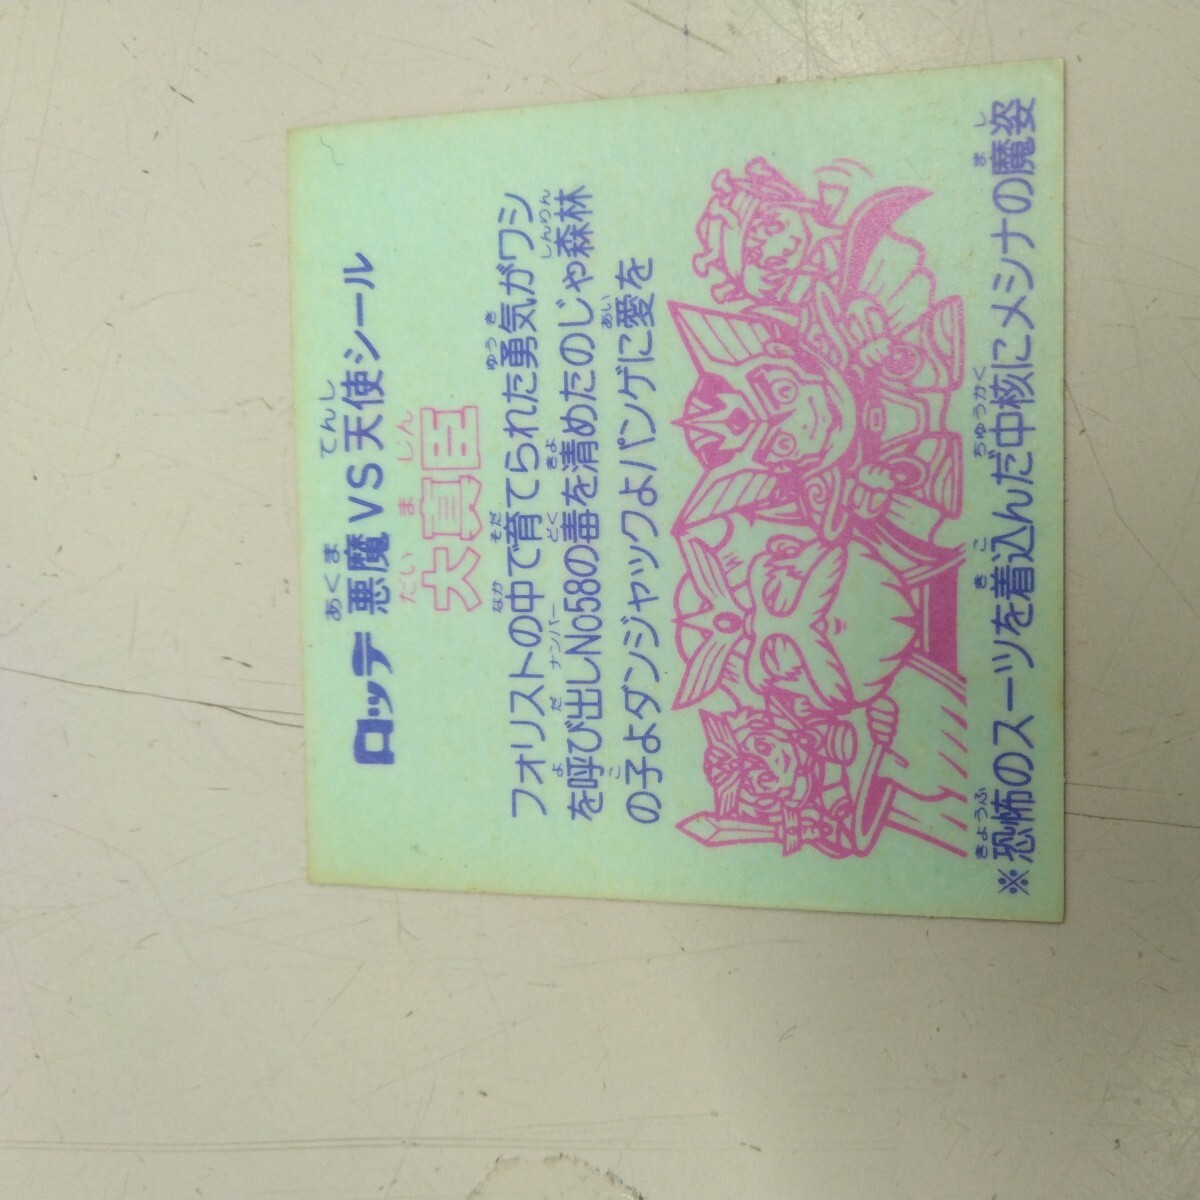 ロッテ 悪魔VS天使シール
大真臣
フォリストの中で育てられた勇気がワシ
を呼び出しNo58の毒を清めたのじゃ森林
の子よダンジャックよパンゲに愛を
※恐怖のスーツを着込んだ中核にメシナの魔姿